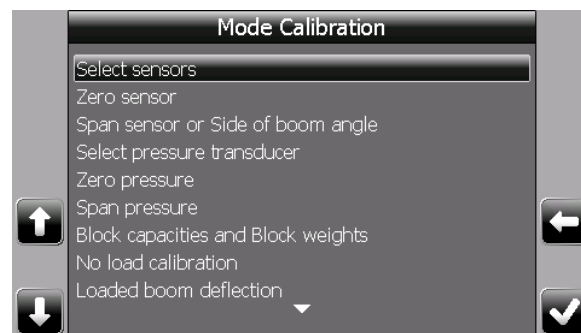 Mode Calibration
Select sensors
Zero sensor
Span sensor or Side of boom angle
Select pressure transducer
Zero pressure
Span pressure
Block capacities and Block weights
No load calibration
Loaded boom deflection